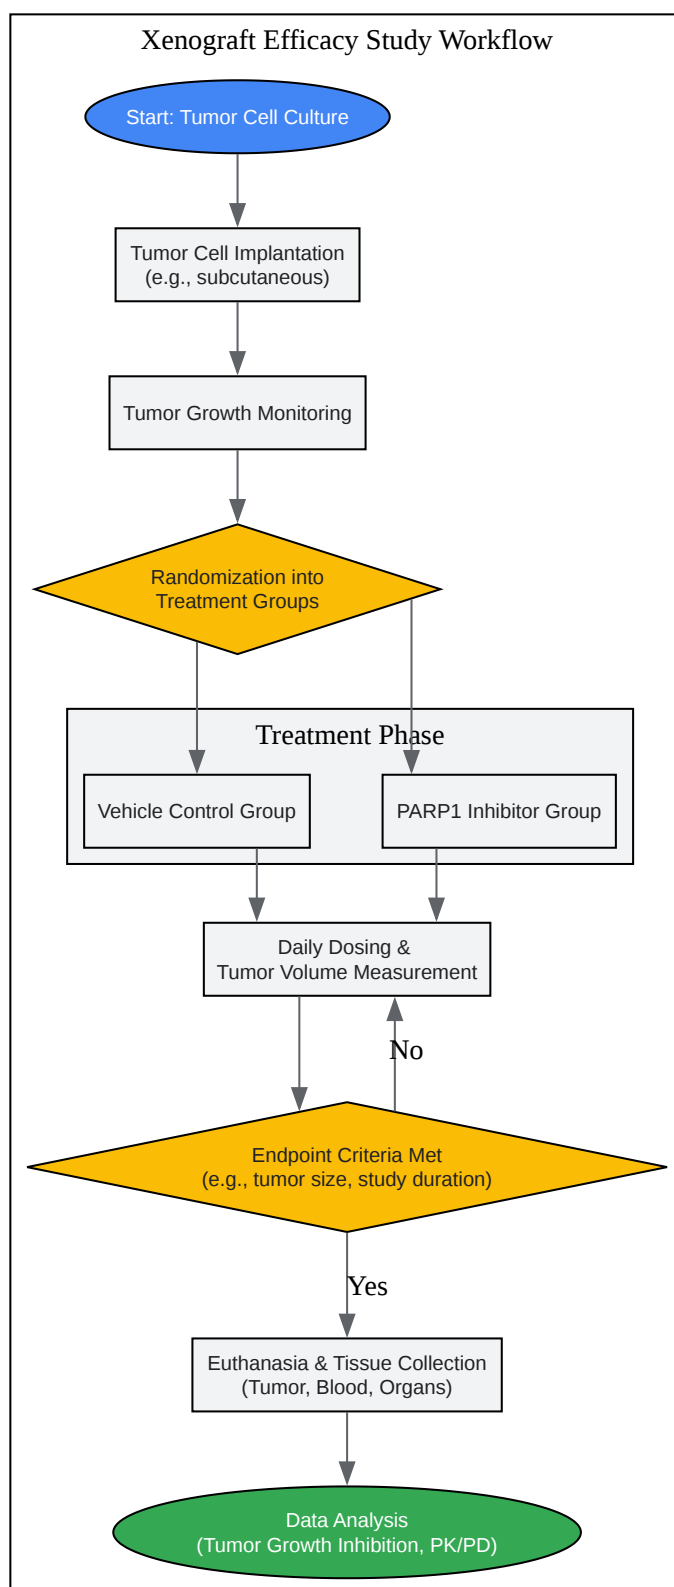 Xenograft Efficacy Study Workflow
Start: Tumor Cell Culture
Tumor Cell Implantation
(e.g., subcutaneous)
Tumor Growth Monitoring
Randomization into
Treatment Groups
Treatment Phase
Vehicle Control Group
PARP1 Inhibitor Group
Daily Dosing &
Tumor Volume Measurement
No
Endpoint Criteria Met
(e.g., tumor size, study duration)
Yes
Euthanasia & Tissue Collection
(Tumor, Blood, Organs)
Data Analysis
(Tumor Growth Inhibition, PK/PD)